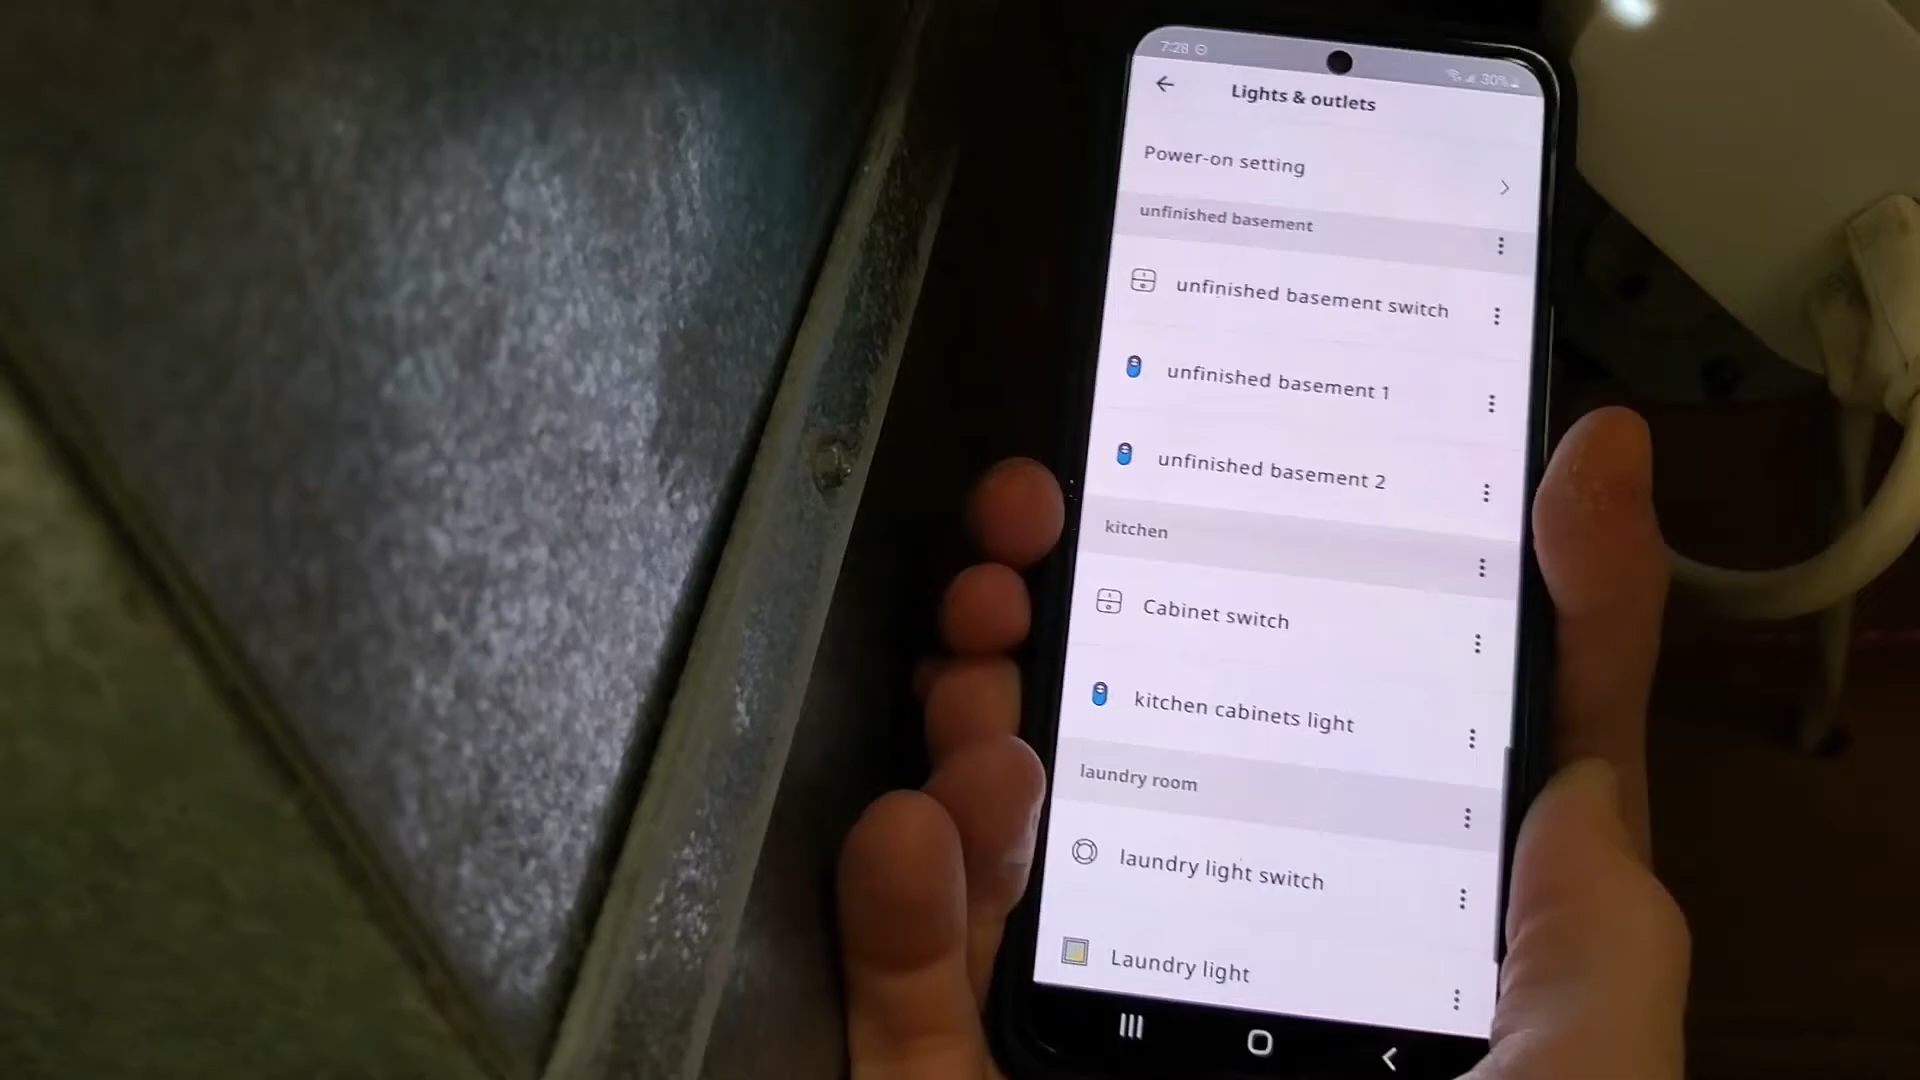 7:28
30%
Lights & outlets
Power-on setting
unfinished basement
unfinished basement switch
unfinished basement 1
unfinished basement 2
kitchen
Cabinet switch
kitchen cabinets light
laundry room
laundry light switch
Laundry light